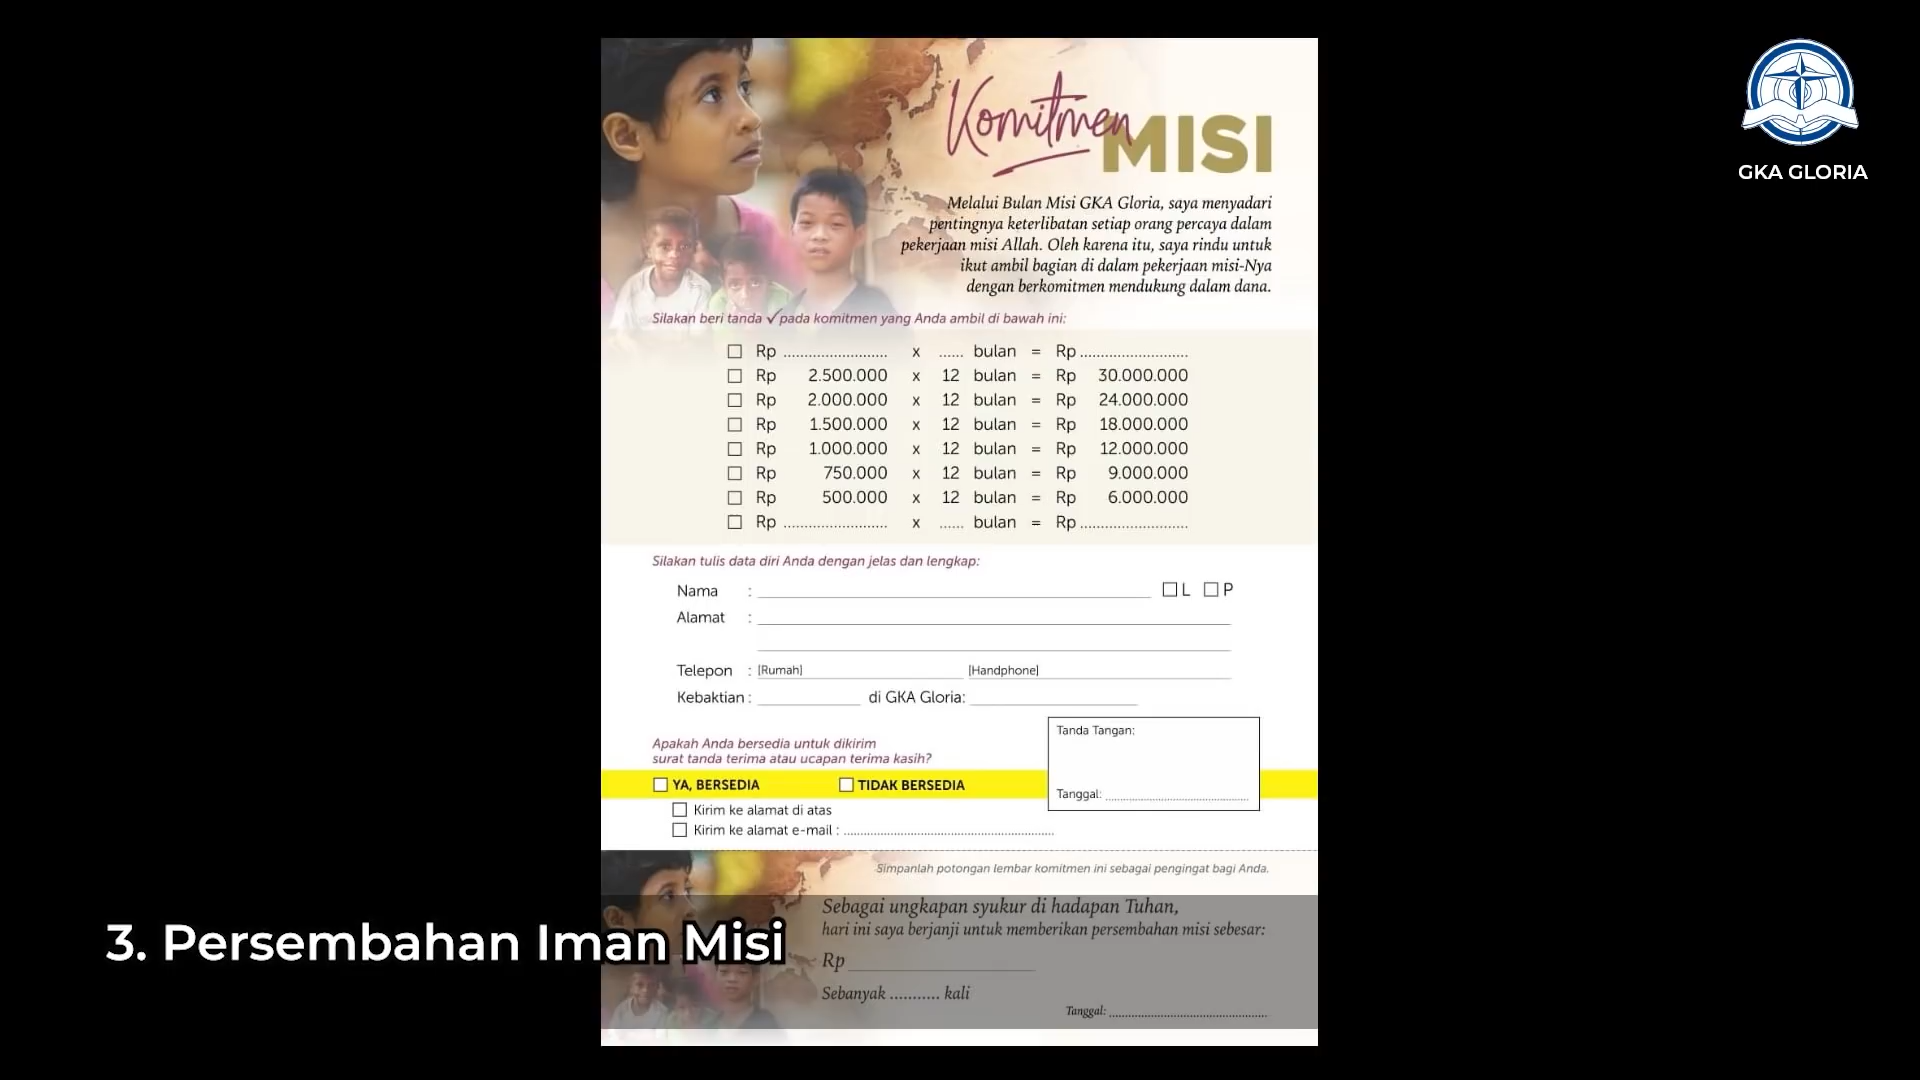 Komitmen MISI
GKA GLORIA
Melalui Bulan Misi GKA Gloria, saya menyadari
pentingnya keterlibatan setiap orang percaya dalam
pekerjaan misi Allah. Oleh karena itu, saya rindu untuk
ikut ambil bagian di dalam pekerjaan misi-Nya
dengan berkomitmen mendukung dalam dana.
Silakan beri tanda ✓ pada komitmen yang Anda ambil di bawah ini:
☐ Rp ......................... x ...... bulan = Rp ..........................
☐ Rp 2.500.000 x 12 bulan = Rp 30.000.000
☐ Rp 2.000.000 x 12 bulan = Rp 24.000.000
☐ Rp 1.500.000 x 12 bulan = Rp 18.000.000
☐ Rp 1.000.000 x 12 bulan = Rp 12.000.000
☐ Rp 750.000 x 12 bulan = Rp 9.000.000
☐ Rp 500.000 x 12 bulan = Rp 6.000.000
☐ Rp ......................... x ...... bulan = Rp ..........................
Silakan tulis data diri Anda dengan jelas dan lengkap:
Nama : ☐ L ☐ P
Alamat :
Telepon : [Rumah] [Handphone]
Kebaktian : di GKA Gloria:
Apakah Anda bersedia untuk dikirim
surat tanda terima atau ucapan terima kasih?
☐ YA, BERSEDIA ☐ TIDAK BERSEDIA
☐ Kirim ke alamat di atas
☐ Kirim ke alamat e-mail : ............................................................
Tanda Tangan:
Tanggal: ................................................
Simpanlah potongan lembar komitmen ini sebagai pengingat bagi Anda.
Sebagai ungkapan syukur di hadapan Tuhan,
hari ini saya berjanji untuk memberikan persembahan misi sebesar:
Rp
Sebanyak ........... kali
Tanggal: ..................................................
3. Persembahan Iman Misi